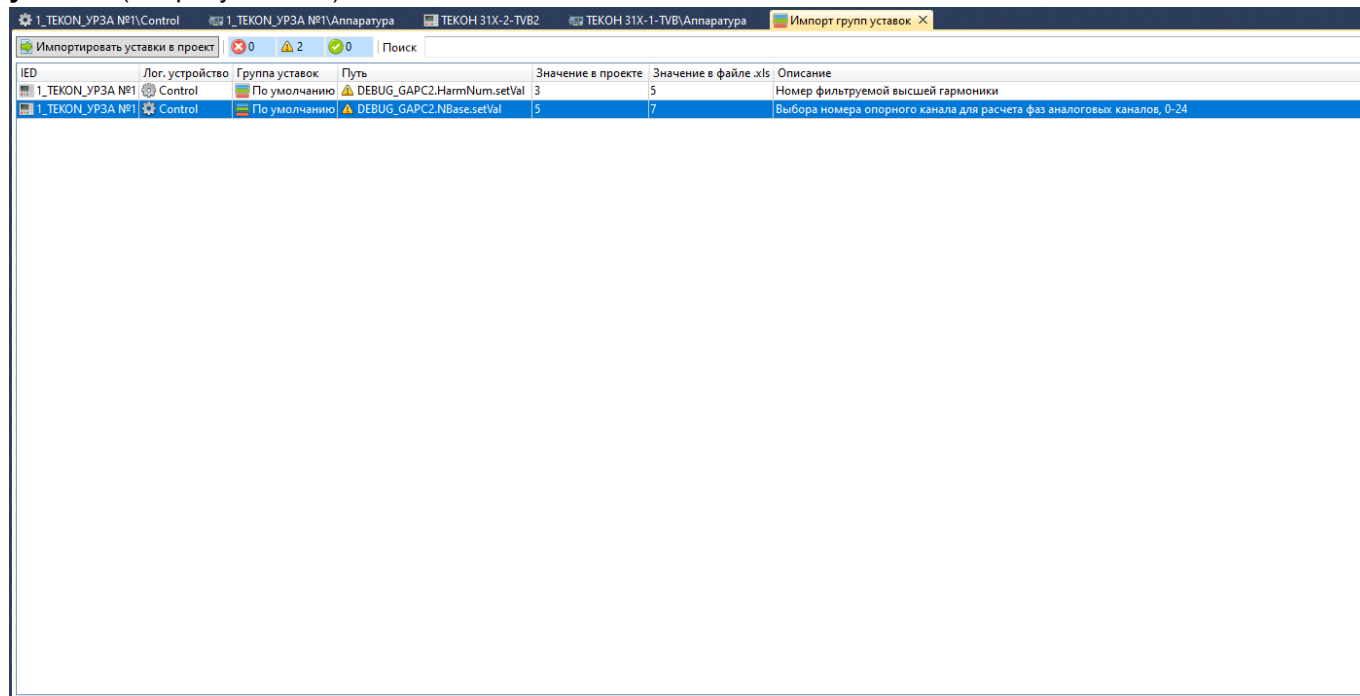 1_TEKON_УРЗА №1\Control 1_TEKON_УРЗА №1\Аппаратура ТЕКОН 31Х-2-TVB2 ТЕКОН 31Х-1-TVB\Аппаратура Импорт групп уставок
Импортировать уставки в проект 0 2 0 Поиск
IED Лог. устройство Группа уставок Путь Значение в проекте Значение в файле .xls Описание
1_TEKON_УРЗА №1 Control По умолчанию DEBUG_GAPC2.HarmNum.setVal 3 5 Номер фильтруемой высшей гармоники
1_TEKON_УРЗА №1 Control По умолчанию DEBUG_GAPC2.NBase.setVal 5 7 Выбора номера опорного канала для расчета фаз аналоговых каналов, 0-24